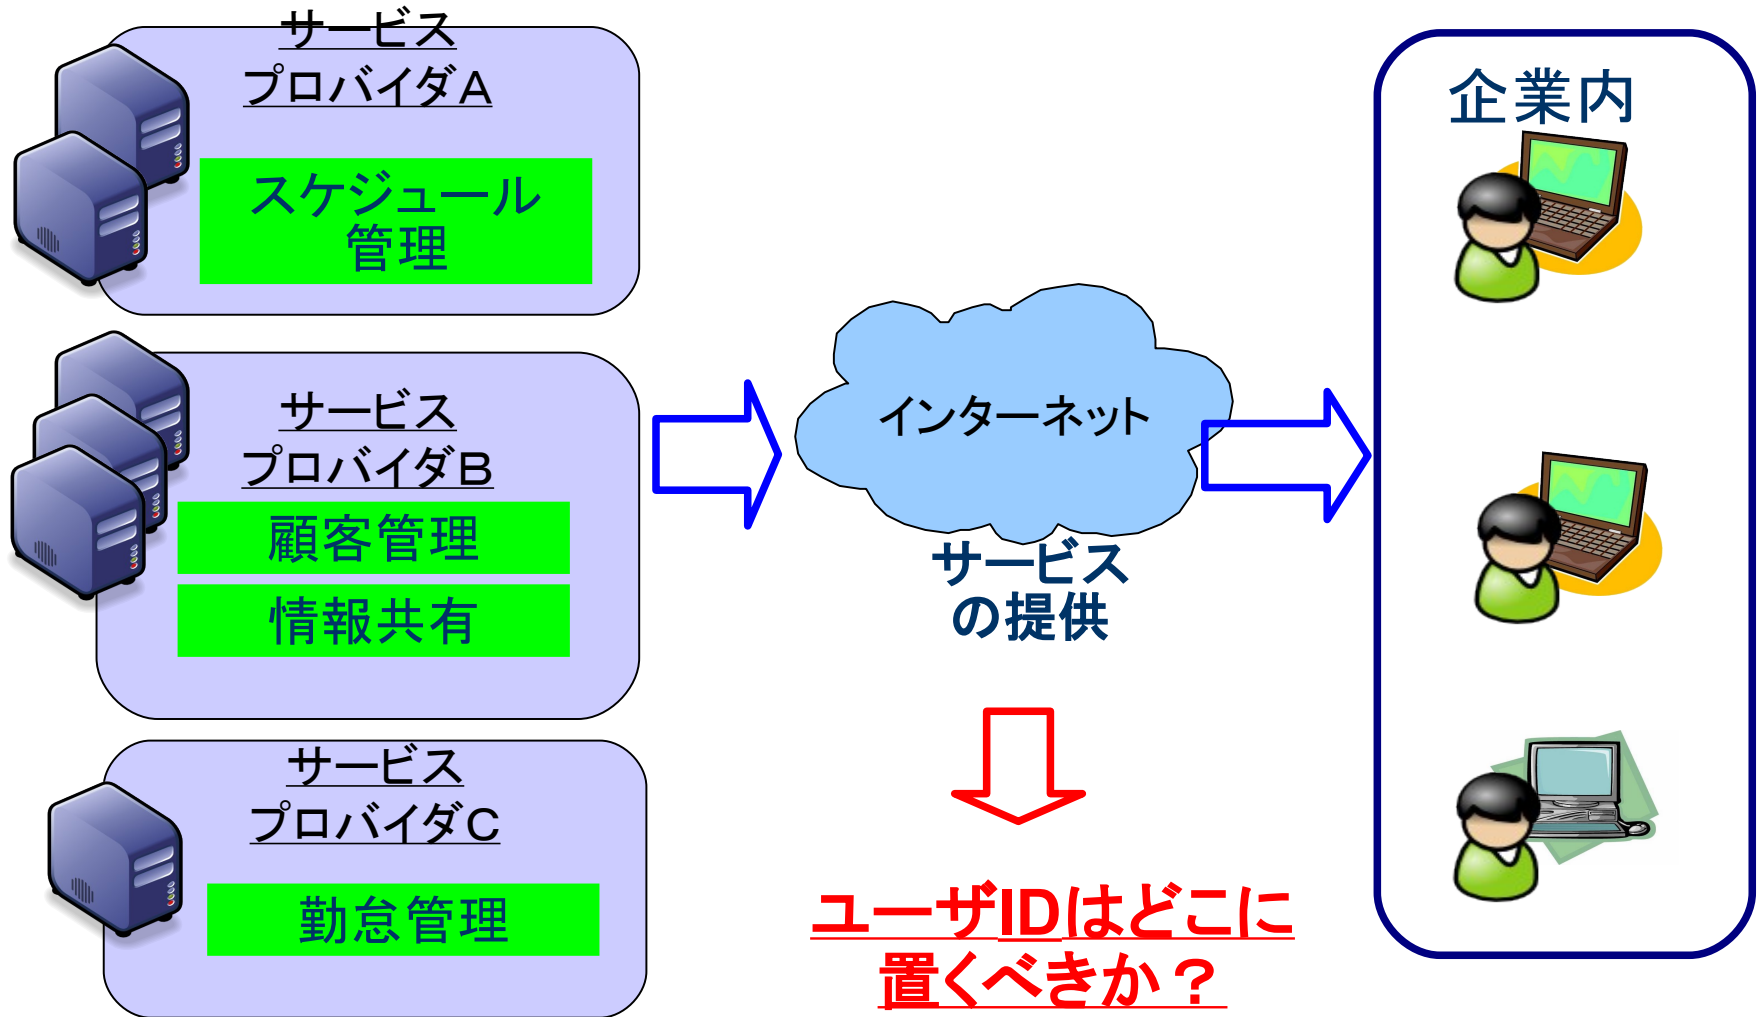 サービス
プロバイダA
スケジュール
管理
サービス
プロバイダB
顧客管理
情報共有
サービス
プロバイダC
勤怠管理
インターネット
サービス
の提供
ユーザIDはどこに
置くべきか？
企業内